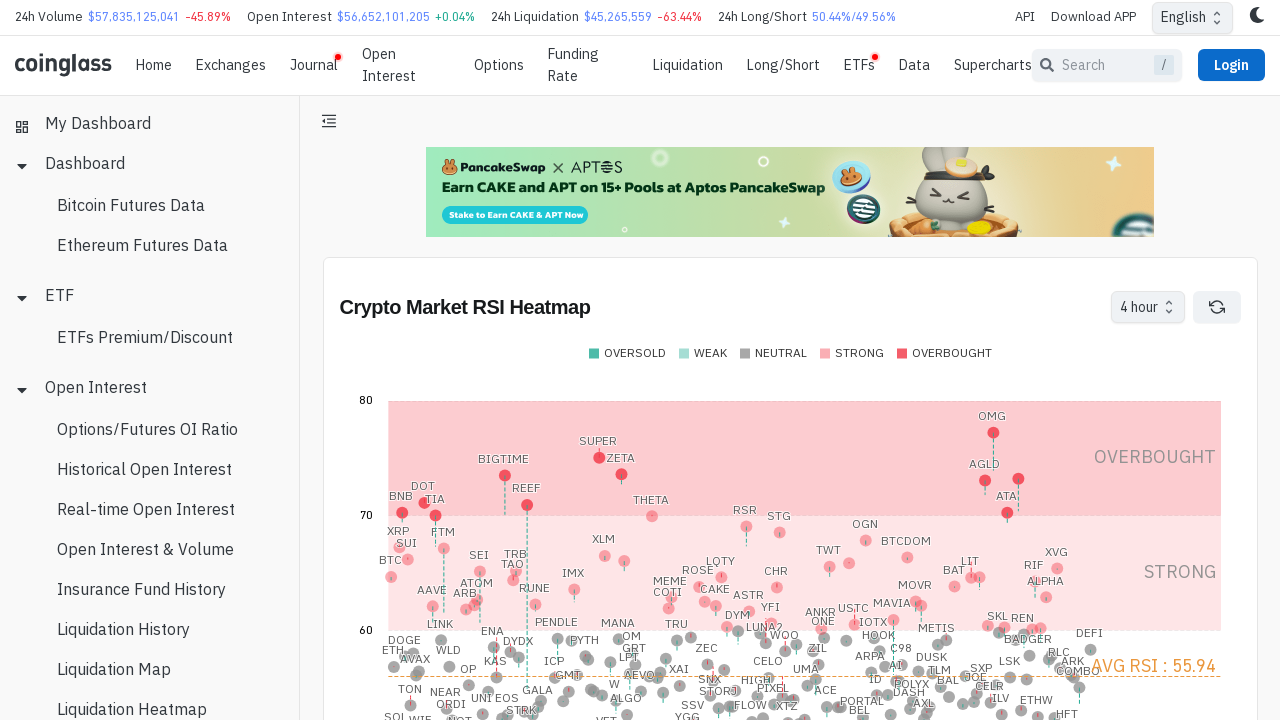 24h Volume $57,835,125,041 -45.89% Open Interest $56,652,101,205 +0.04% 24h Liquidation $45,265,559 -63.44% 24h Long/Short 50.44%/49.56% API Download APP English
coinglass Home Exchanges Journal Open Interest Options Funding Rate Liquidation Long/Short ETFs Data Supercharts Search / Login
My Dashboard
Dashboard
Bitcoin Futures Data
Ethereum Futures Data
ETF
ETFs Premium/Discount
Open Interest
Options/Futures OI Ratio
Historical Open Interest
Real-time Open Interest
Open Interest & Volume
Insurance Fund History
Liquidation History
Liquidation Map
Liquidation Heatmap
PancakeSwap × APTOS
Earn CAKE and APT on 15+ Pools at Aptos PancakeSwap
Stake to Earn CAKE & APT Now
Crypto Market RSI Heatmap 4 hour
OVERSOLD WEAK NEUTRAL STRONG OVERBOUGHT
80
OMG
SUPER
OVERBOUGHT
BIGTIME ZETA
AGLD
DOT REEF
BNB TIA THETA ATA
70 RSR STG
XRP FTM OGN
SUI XLM BTCDOM
TWT XVG
BTC SEI TRB TAO LQTY LIT RIF
IMX ROSE CHR BAT STRONG
AAVE ATOM RUNE MEME MOVR ALPHA
ARB COTI CAKE ASTR
YFI ANKR USTC MAVIA
LINK PENDLE MANA TRU DYM ONE IOTX SKL REN
60 ENA LUNA2 METIS DEFI
DOGE DYDX PYTH OM WOO HOOK BADGER
ETH WLD GRT ZEC ZIL C98 RLC
AVAX KAS ICP LPT CELO ARPA DUSK LSK ARK
OP XAI UMA AI SXP AVG RSI : 55.94
GMT AEVO SNX HIGH ID TLM JOE COMBO
TON NEAR GALA W STORJ PIXEL ACE POLYX BAL CELR
UNI EOS ALGO DASH ILV ETHW
ORDI SSV FLOW XTZ PORTAL AXL
STRK YGG BEL HFT